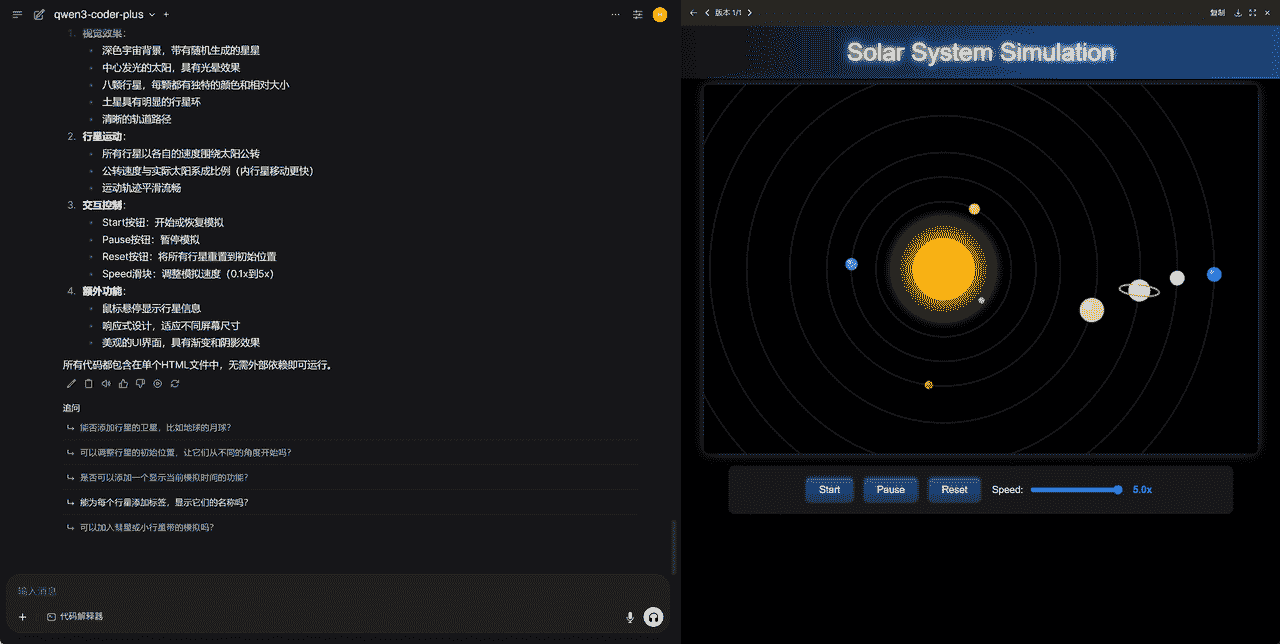 qwen3-coder-plus
1. 视觉效果:
深色宇宙背景，带有随机生成的星星
中心发光的太阳，具有光晕效果
八颗行星，每颗都有独特的颜色和相对大小
土星具有明显的行星环
清晰的轨道路径
2. 行星运动:
所有行星以各自的速度围绕太阳公转
公转速度与实际太阳系成比例（内行星移动更快）
运动轨迹平滑流畅
3. 交互控制:
Start按钮：开始或恢复模拟
Pause按钮：暂停模拟
Reset按钮：将所有行星重置到初始位置
Speed滑块：调整模拟速度（0.1x到5x）
4. 额外功能:
鼠标悬停显示行星信息
响应式设计，适应不同屏幕尺寸
美观的UI界面，具有渐变和阴影效果
所有代码都包含在单个HTML文件中，无需外部依赖即可运行。
追问
能否添加行星的卫星，比如地球的月球?
可以调整行星的初始位置，让它们从不同的角度开始吗?
是否可以添加一个显示当前模拟时间的功能?
能为每个行星添加标签，显示它们的名称吗?
可以加入彗星或小行星带的模拟吗?
输入消息
代码解释器
版本 1/1
复制
Solar System Simulation
Start Pause Reset Speed: 5.0x